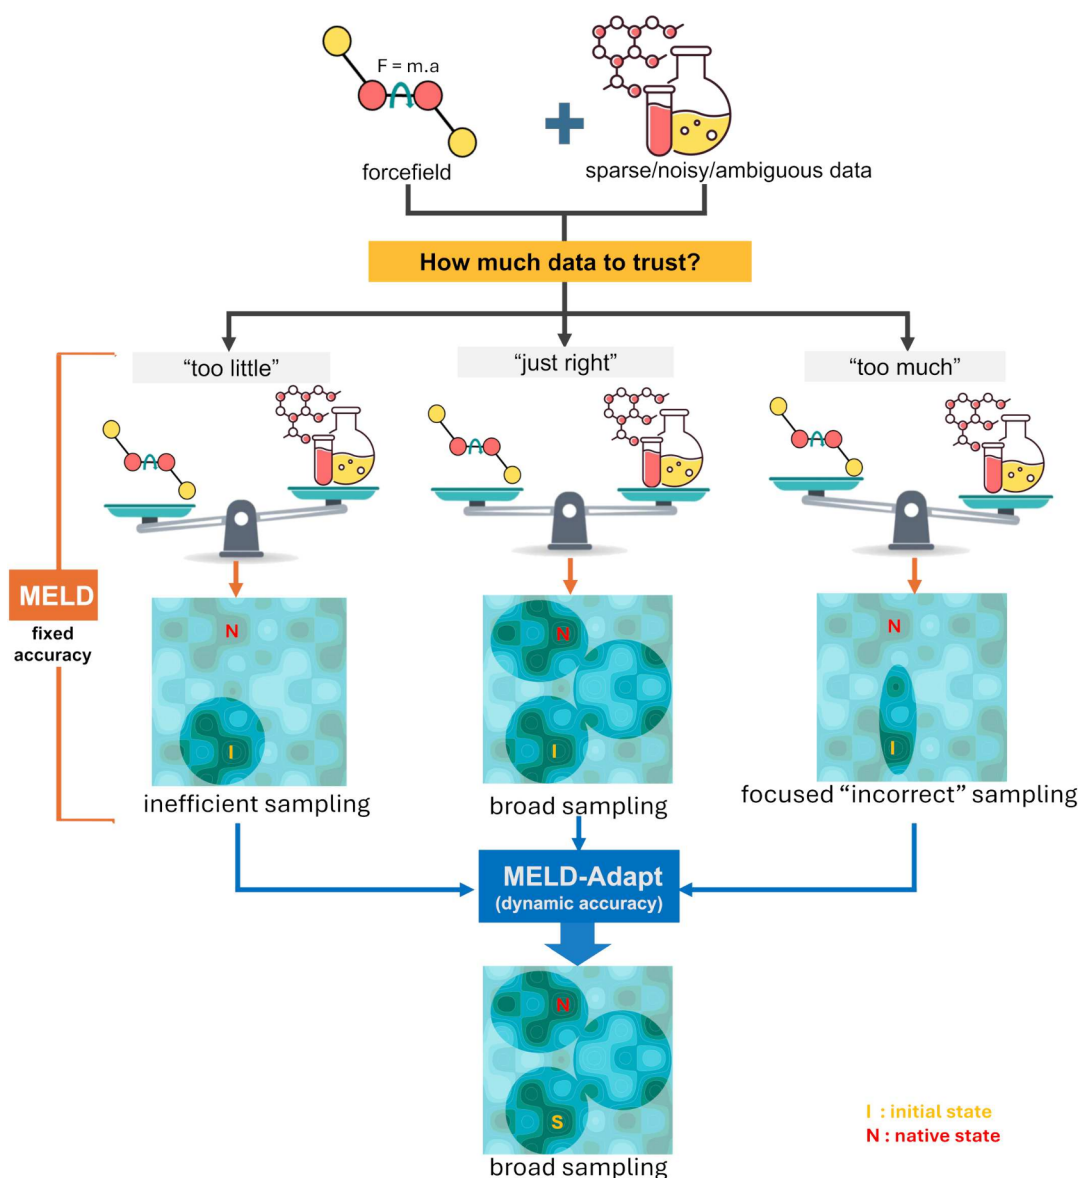 F = m.a
forcefield
sparse/noisy/ambiguous data
How much data to trust?
“too little”
“just right”
“too much”
MELD
fixed
accuracy
N
I
N
I
N
I
inefficient sampling
broad sampling
focused “incorrect” sampling
MELD-Adapt
(dynamic accuracy)
N
S
broad sampling
I : initial state
N : native state